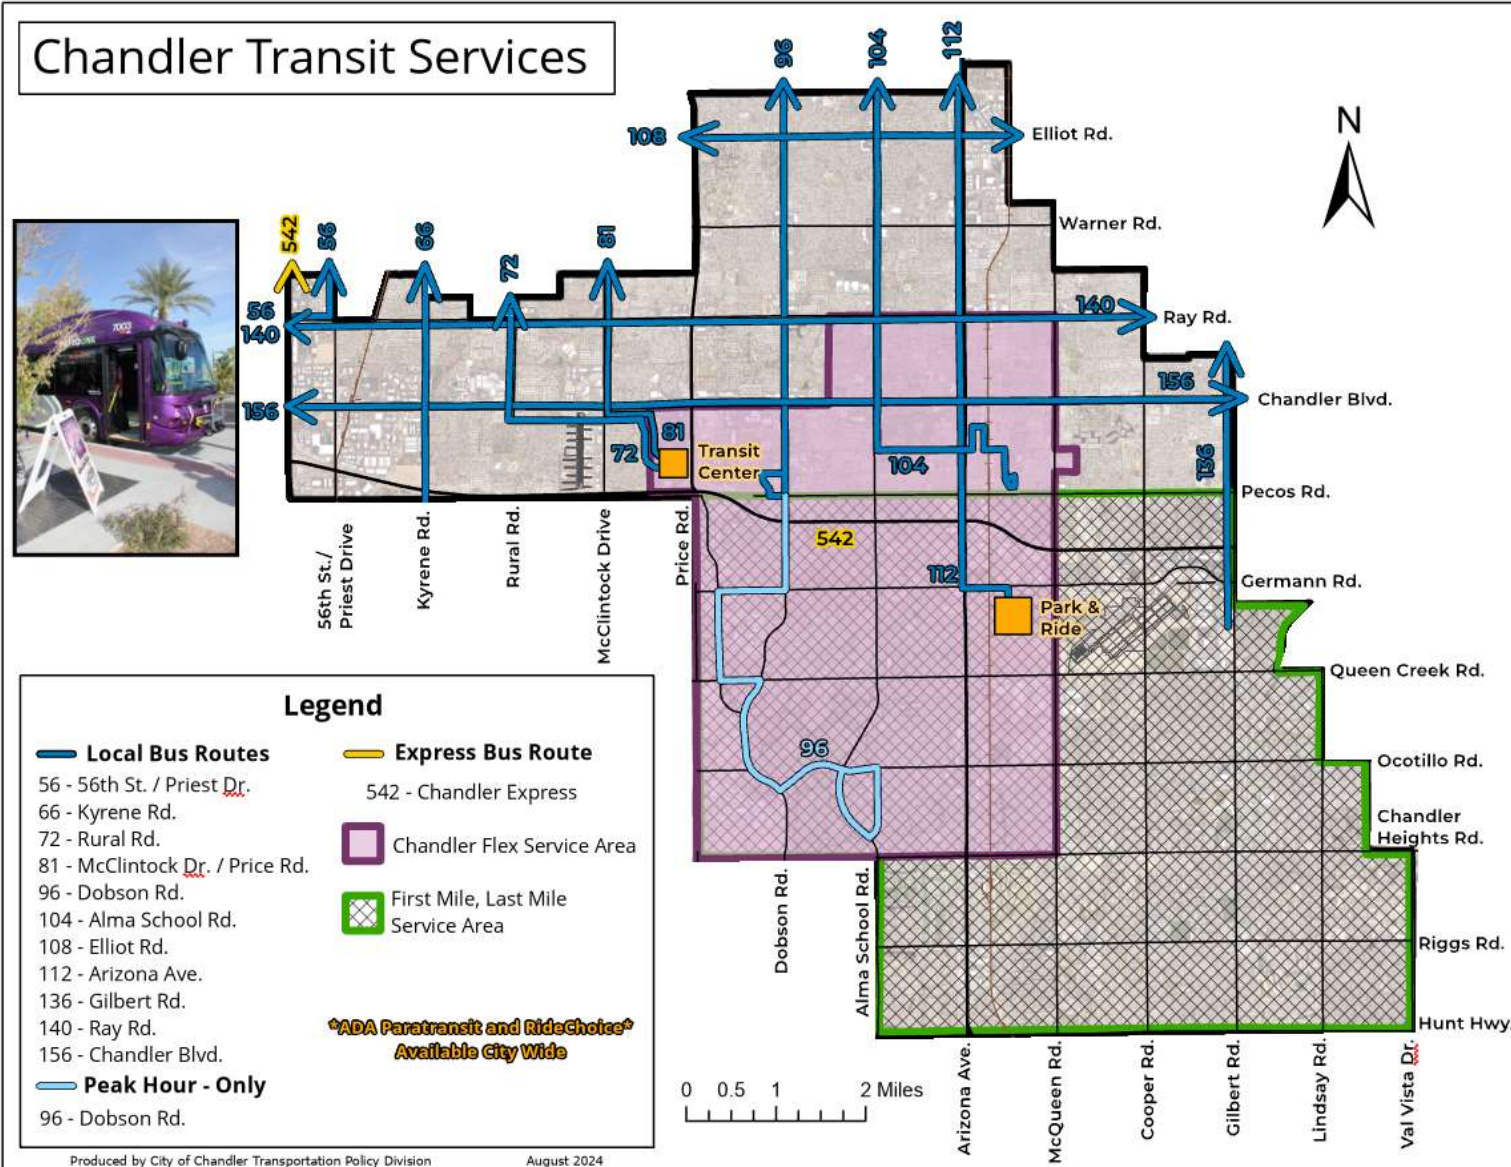 Chandler Transit Services
96
104
112
108
Elliot Rd.
N
Warner Rd.
542
56
66
72
81
56
140
140
Ray Rd.
156
156
Chandler Blvd.
7003
81
72
Transit
Center
104
136
Pecos Rd.
542
112
Germann Rd.
Park &
Ride
56th St./
Priest Drive
Kyrene Rd.
Rural Rd.
McClintock Drive
Price Rd.
Queen Creek Rd.
96
Ocotillo Rd.
Chandler
Heights Rd.
Dobson Rd.
Alma School Rd.
Riggs Rd.
Hunt Hwy
Arizona Ave.
McQueen Rd.
Cooper Rd.
Gilbert Rd.
Lindsay Rd.
Val Vista Dr.
Legend
Local Bus Routes
56 - 56th St. / Priest Dr.
66 - Kyrene Rd.
72 - Rural Rd.
81 - McClintock Dr. / Price Rd.
96 - Dobson Rd.
104 - Alma School Rd.
108 - Elliot Rd.
112 - Arizona Ave.
136 - Gilbert Rd.
140 - Ray Rd.
156 - Chandler Blvd.
Peak Hour - Only
96 - Dobson Rd.
Express Bus Route
542 - Chandler Express
Chandler Flex Service Area
First Mile, Last Mile
Service Area
*ADA Paratransit and RideChoice*
Available City Wide
0 0.5 1 2 Miles
Produced by City of Chandler Transportation Policy Division August 2024